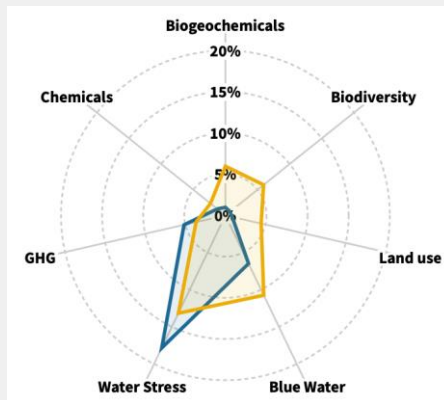 Biogeochemicals
20%
Chemicals
15%
Biodiversity
10%
5%
0%
GHG
Land use
Water Stress
Blue Water